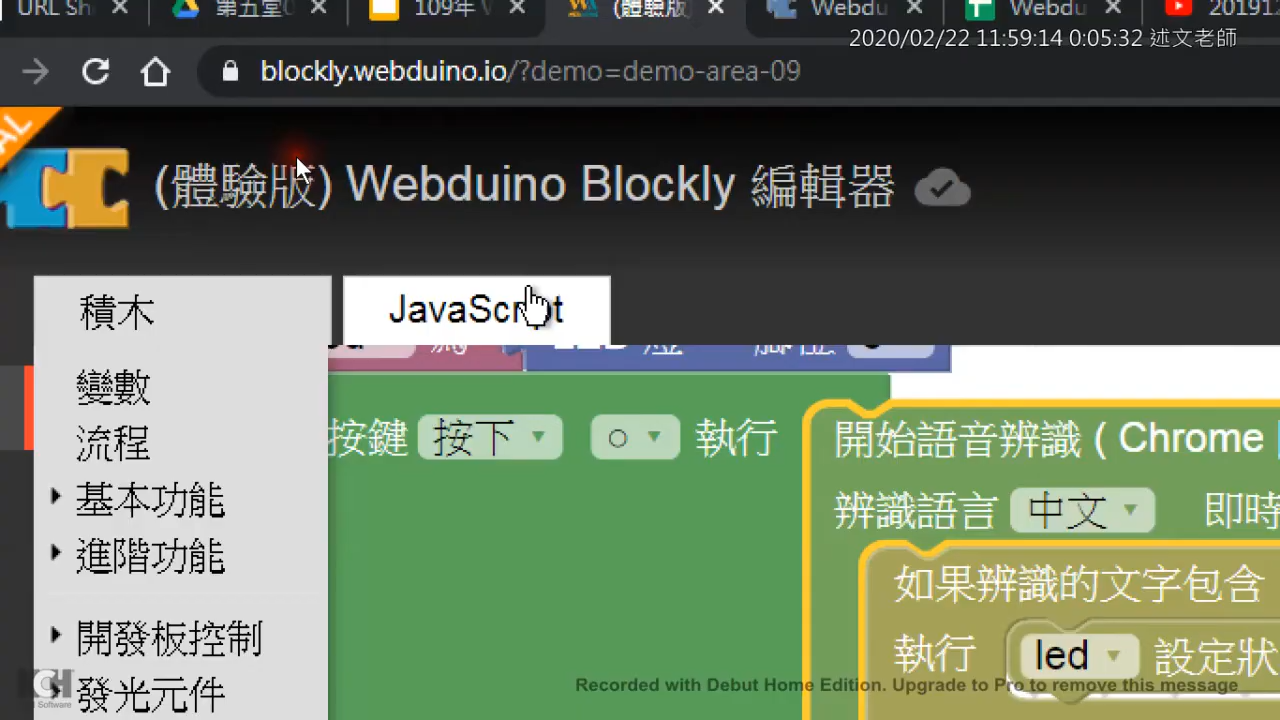 URL Sh
第五堂
109年 V
(體驗版
Webdu
Webdu
20191
2020/02/22 11:59:14 0:05:32 述文老師
blockly.webduino.io/?demo=demo-area-09
(體驗版) Webduino Blockly 編輯器
積木
JavaScript
變數
流程
基本功能
進階功能
開發板控制
發光元件
按鍵 按下 ○ 執行
開始語音辨識 ( Chrome
辨識語言 中文 即時
如果辨識的文字包含
執行 led 設定狀
Recorded with Debut Home Edition. Upgrade to Pro to remove this message
Software